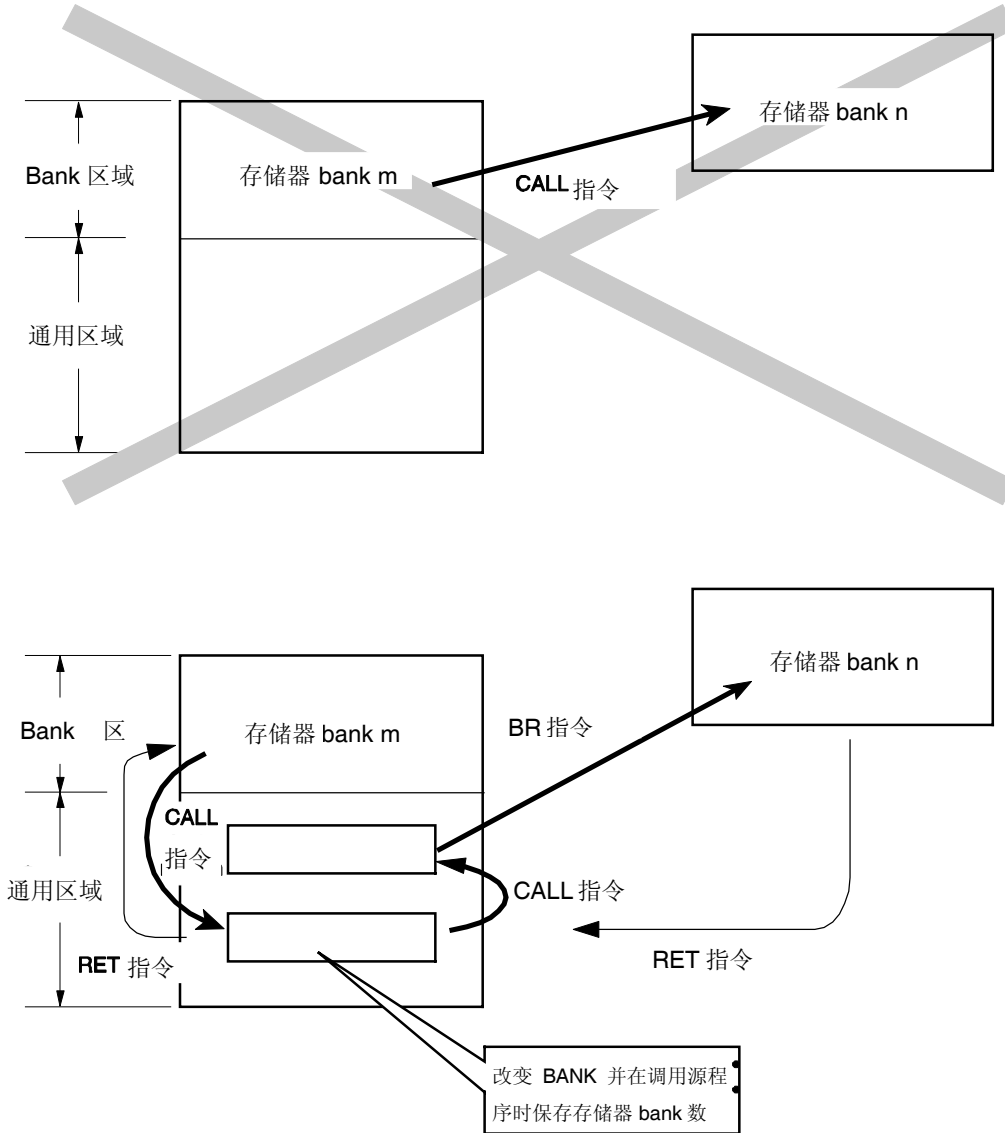 存储器 bank n
Bank 区域
存储器 bank m
CALL 指令
通用区域
存储器 bank n
Bank 区
存储器 bank m
BR 指令
CALL
指令
通用区域
CALL 指令
RET 指令
RET 指令
改变 BANK 并在调用源程
序时保存存储器 bank 数